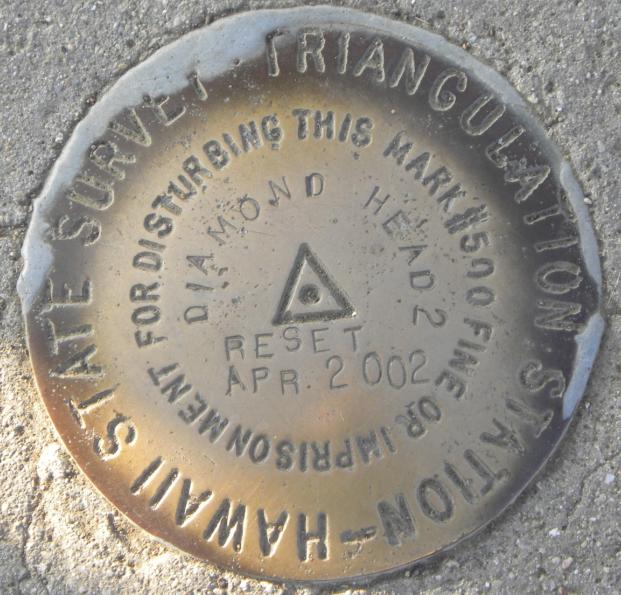 HAWAII STATE SURVEY · TRIANGULATION STATION -
FOR DISTURBING THIS MARK $500 FINE OR IMPRISONMENT
DIAMOND HEAD 2
RESET
APR. 2002